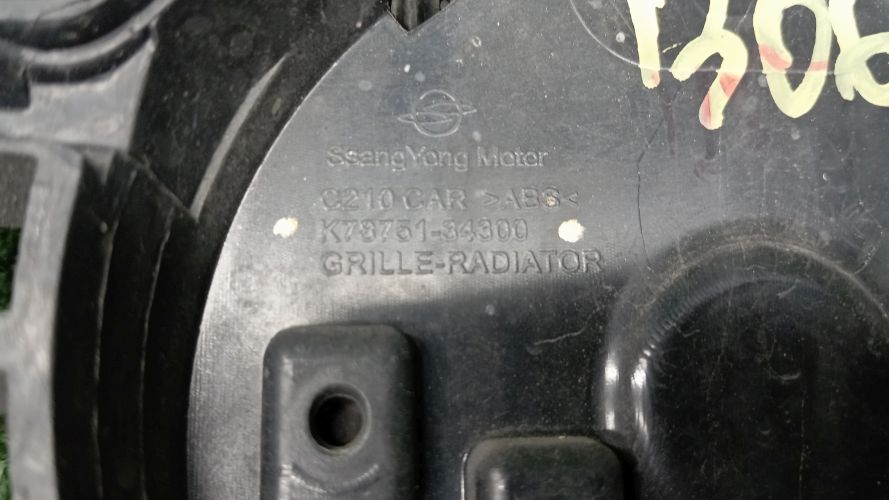 SsangYong Motor
C210 CAR >ABS<
K78751-34300
GRILLE-RADIATOR